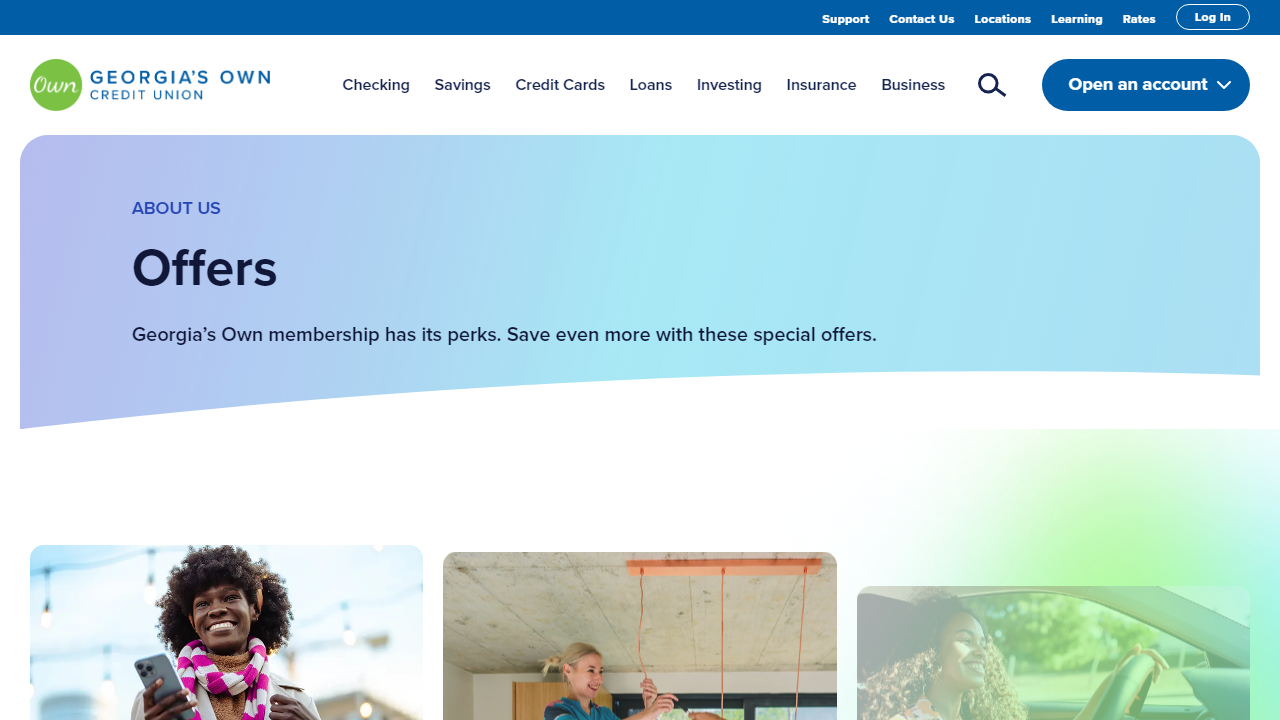 Support Contact Us Locations Learning Rates Log In
Own GEORGIA'S OWN
CREDIT UNION
Checking Savings Credit Cards Loans Investing Insurance Business Open an account
ABOUT US
Offers
Georgia’s Own membership has its perks. Save even more with these special offers.